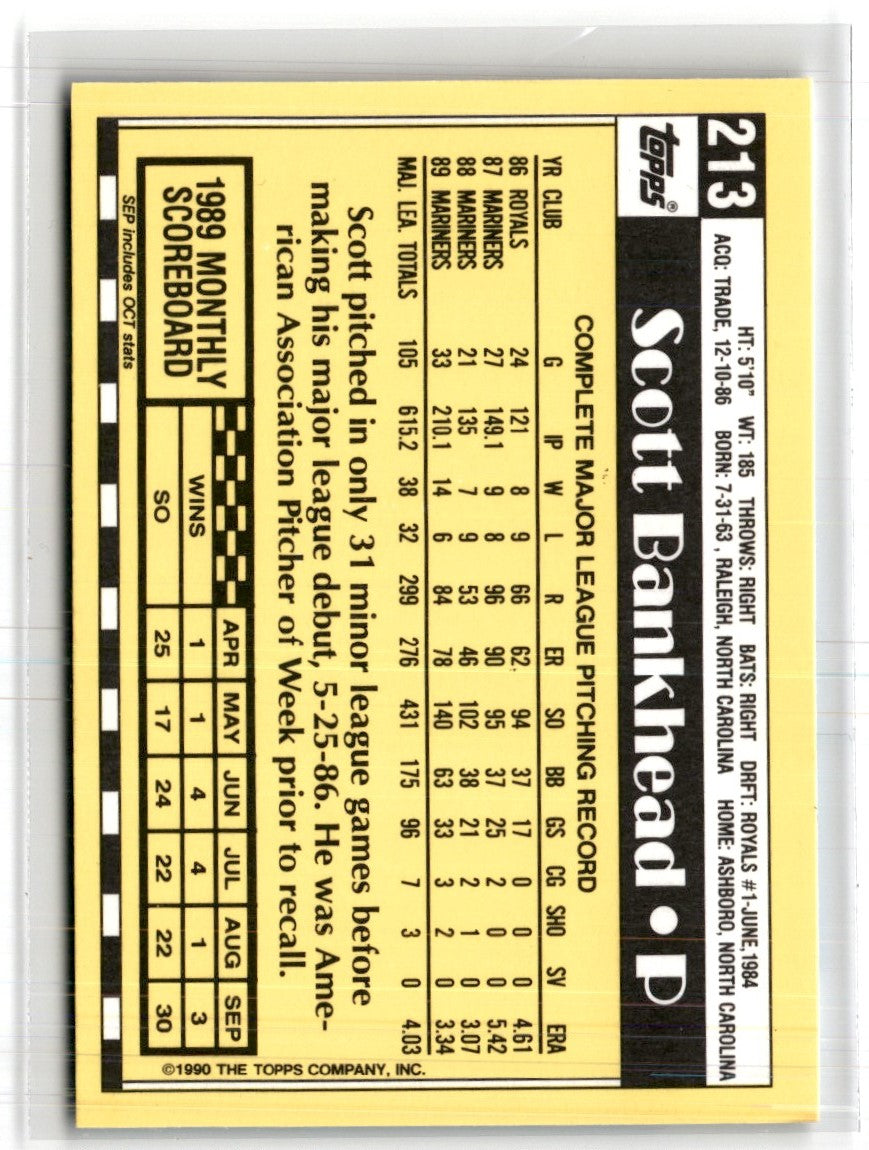 213
HT: 5'10" WT: 185 THROWS: RIGHT BATS: RIGHT DRFT: ROYALS #1-JUNE,1984
ACQ: TRADE, 12-10-86 BORN: 7-31-63 , RALEIGH, NORTH CAROLINA HOME: ASHBORO, NORTH CAROLINA
topps®
Scott Bankhead • P
COMPLETE MAJOR LEAGUE PITCHING RECORD
YR CLUB G IP W L R ER SO BB GS CG SHO SV ERA
86 ROYALS 24 121 8 9 66 62 94 37 17 0 0 0 4.61
87 MARINERS 27 149.1 9 8 96 90 95 37 25 2 0 0 5.42
88 MARINERS 21 135 7 9 53 46 102 38 21 2 1 0 3.07
89 MARINERS 33 210.1 14 6 84 78 140 63 33 3 2 0 3.34
MAJ. LEA. TOTALS 105 615.2 38 32 299 276 431 175 96 7 3 0 4.03
Scott pitched in only 31 minor league games before
making his major league debut, 5-25-86. He was Ame-
rican Association Pitcher of Week prior to recall.
1989 MONTHLY
SCOREBOARD
APR MAY JUN JUL AUG SEP
WINS 1 1 4 4 1 3
SO 25 17 24 22 22 30
SEP includes OCT stats
©1990 THE TOPPS COMPANY, INC.